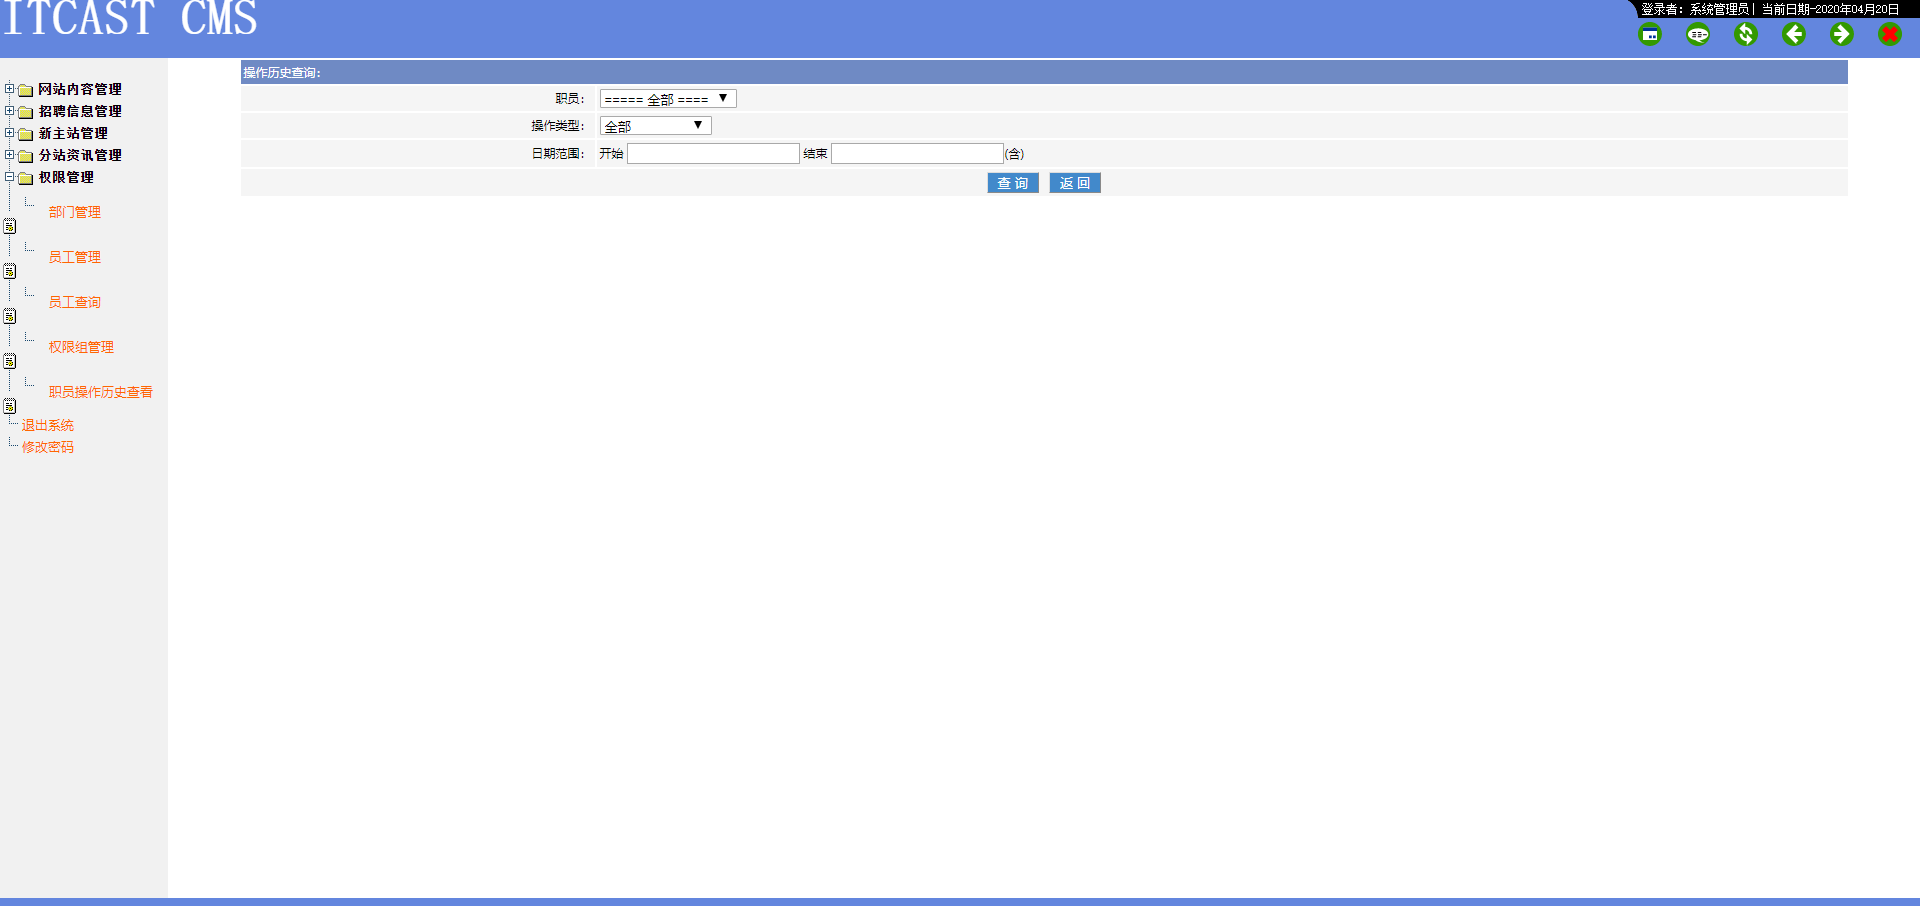 ITCAST CMS
登录者：系统管理员| 当前日期-2020年04月20日
网站内容管理
招聘信息管理
新主站管理
分站资讯管理
权限管理
部门管理
员工管理
员工查询
权限组管理
职员操作历史查看
退出系统
修改密码
操作历史查询:
职员: ===== 全部 ====
操作类型: 全部
日期范围: 开始 结束 (含)
查 询 返 回